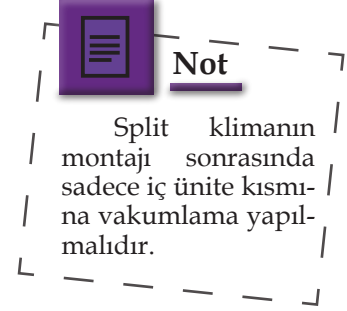 Not
Split klimanın
montajı sonrasında
sadece iç ünite kısmı-
na vakumlama yapıl-
malıdır.